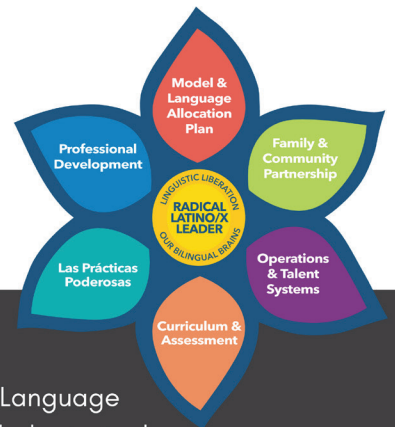 Model &
Language
Allocation
Plan
Family &
Community
Partnership
Operations
& Talent
Systems
Curriculum &
Assessment
Las Prácticas
Poderosas
Professional
Development
LINGUISTIC LIBERATION
RADICAL
LATINO/X
LEADER
OUR BILINGUAL BRAINS
Language